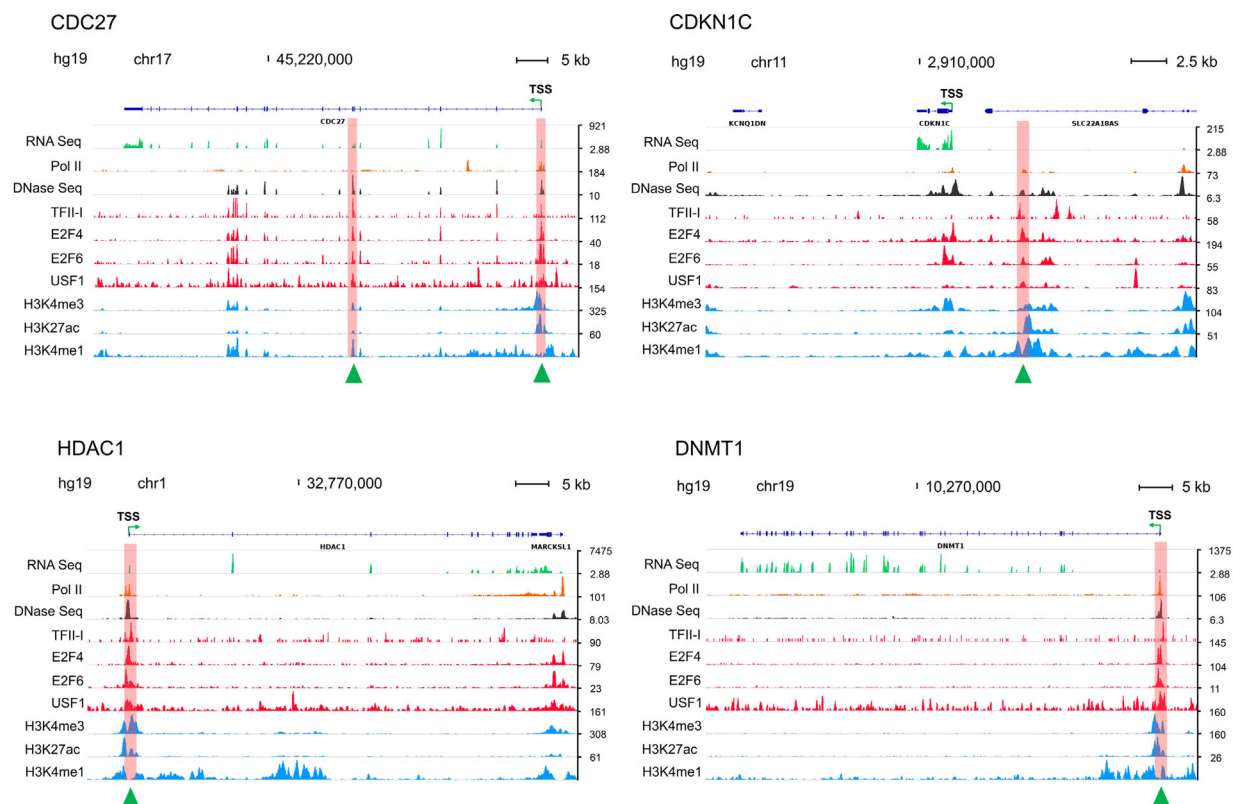 CDC27
hg19 chr17 45,220,000 5 kb
TSS
CDC27
921
RNA Seq 2.88
Pol II 184
DNase Seq 10
TFII-I 112
E2F4 40
E2F6 18
USF1 154
H3K4me3 325
H3K27ac 60
H3K4me1
CDKN1C
hg19 chr11 2,910,000 2.5 kb
TSS
KCNQ1DN CDKN1C SLC22A18AS
215
RNA Seq 2.88
Pol II 73
DNase Seq 6.3
TFII-I 58
E2F4 194
E2F6 55
USF1 83
H3K4me3 104
H3K27ac 51
H3K4me1
HDAC1
hg19 chr1 32,770,000 5 kb
TSS
HDAC1 MARCKSL1
7475
RNA Seq 2.88
Pol II 101
DNase Seq 8.03
TFII-I 90
E2F4 79
E2F6 23
USF1 161
H3K4me3 308
H3K27ac 61
H3K4me1
DNMT1
hg19 chr19 10,270,000 5 kb
TSS
DNMT1
1375
RNA Seq 2.88
Pol II 106
DNase Seq 6.3
TFII-I 145
E2F4 104
E2F6 11
USF1 160
H3K4me3 160
H3K27ac 26
H3K4me1